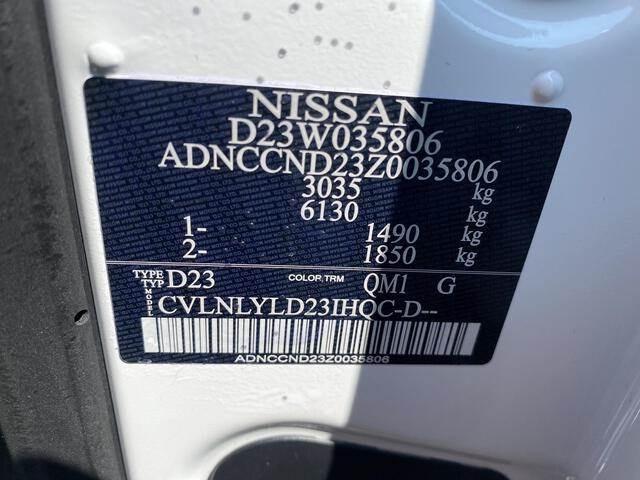 NISSAN
D23W035806
ADNCCND23Z0035806
3035 kg
6130 kg
1- 1490 kg
2- 1850 kg
TYPE TYP D23 COLOR,TRM QM1 G
MODEL CVLNLYLD23IHQC-D--
ADNCCND23Z0035806